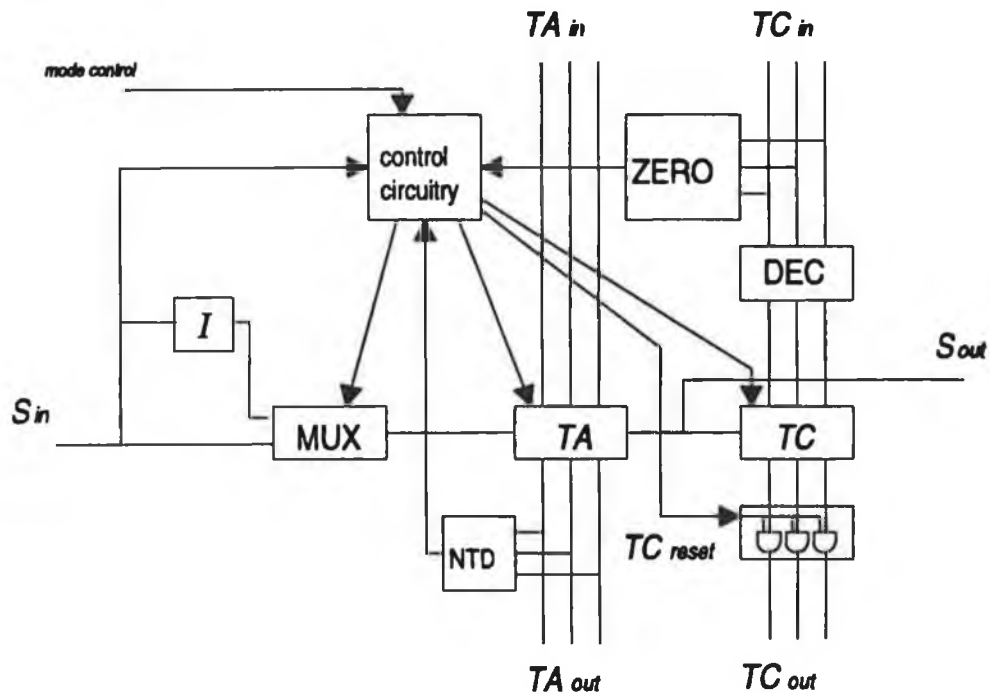 TA in
TC in
mode control
control
circuitry
ZERO
DEC
I
S out
S in
MUX
TA
TC
NTD
TC reset
TA out
TC out